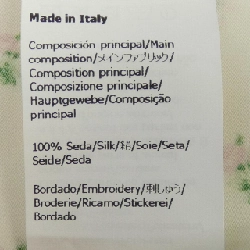 Made in Italy
Composición principal/Main
composition/メインファブリック/
Composition principal/
Composizione principale/
Hauptgewebe/Composição
principal
100% Seda/Silk/絹/Soie/Seta/
Seide/Seda
Bordado/Embroidery/刺しゅう/
Broderie/Ricamo/Stickerei/
Bordado